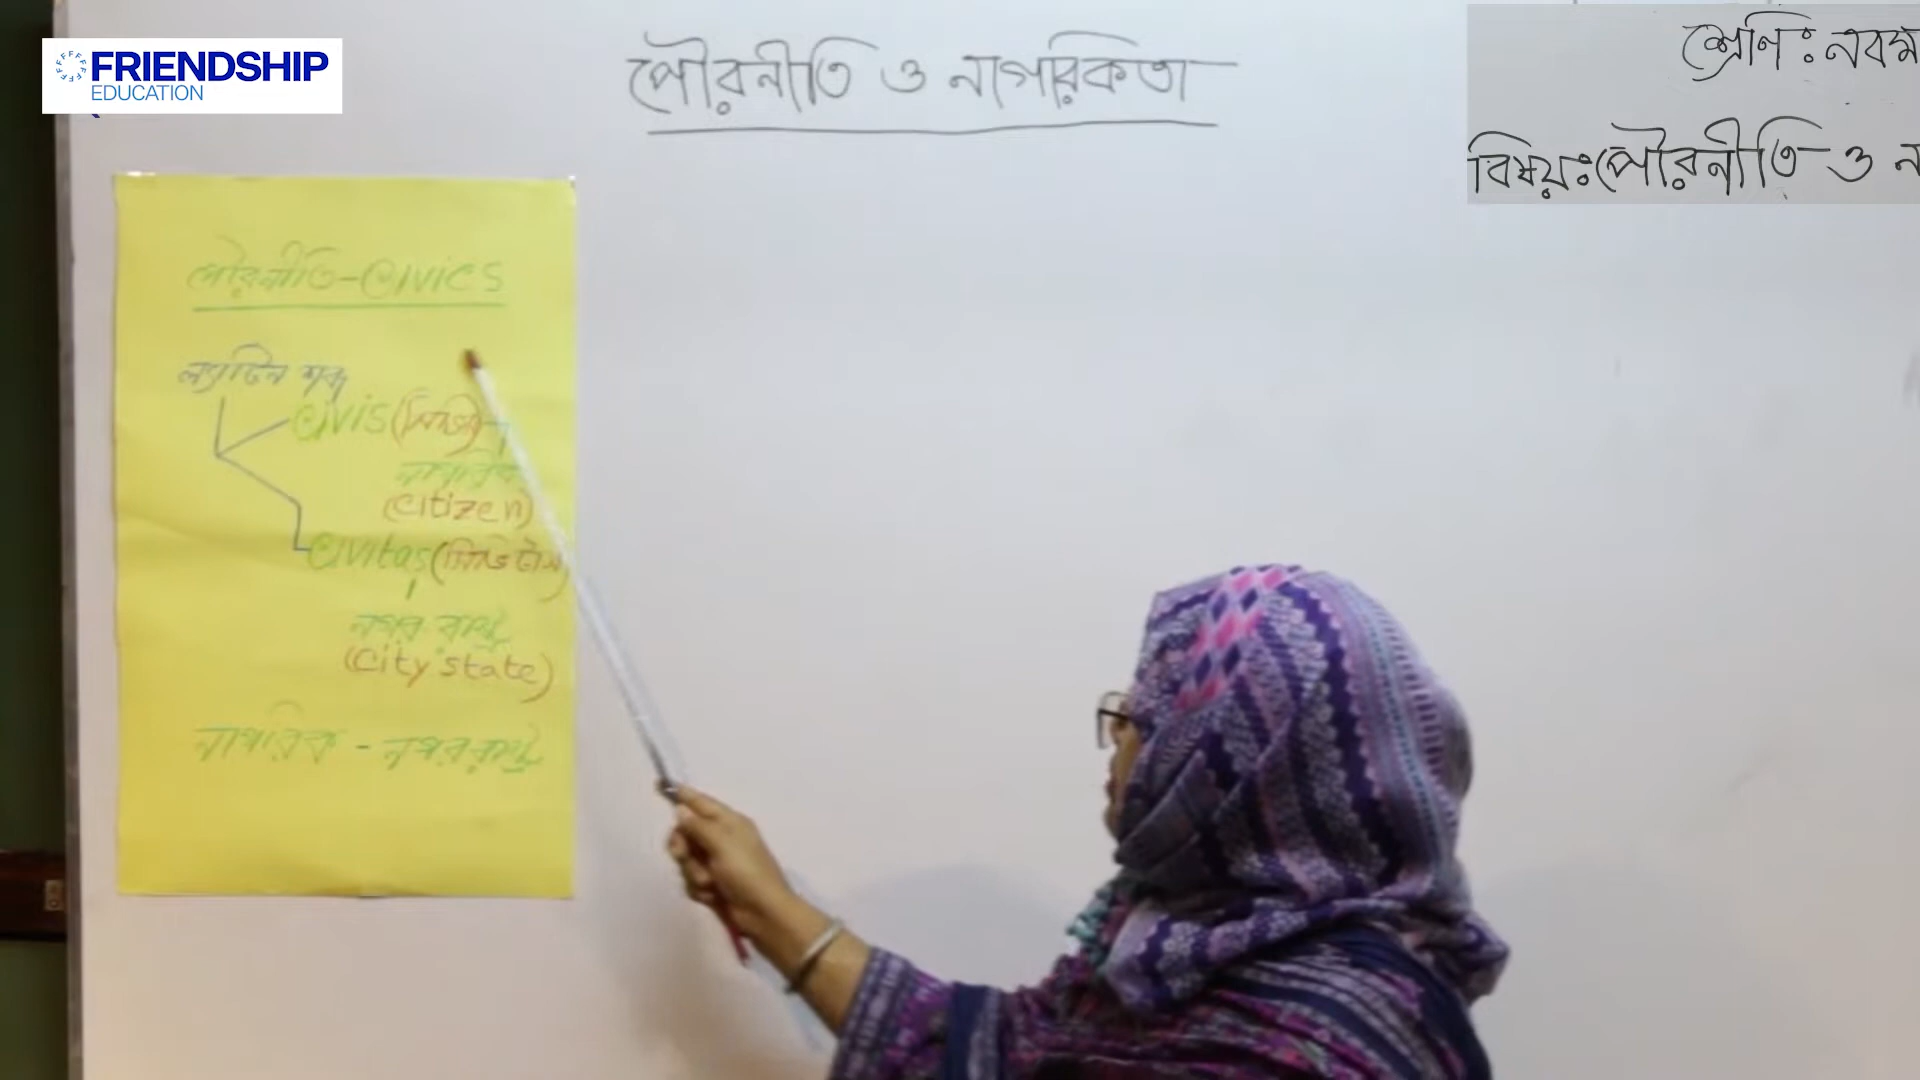 FRIENDSHIP
EDUCATION
পৌরনীতি ও নাগরিকতা
শ্রেণি: নবম
বিষয়: পৌরনীতি ও না
পৌরনীতি-Civics
ল্যাটিন শব্দ
Civis (সিভিস)
নাগরিক
(Citizen)
Civitas (সিভিটাস)
নগর রাষ্ট্র
(City state)
নাগরিক - নগররাষ্ট্র